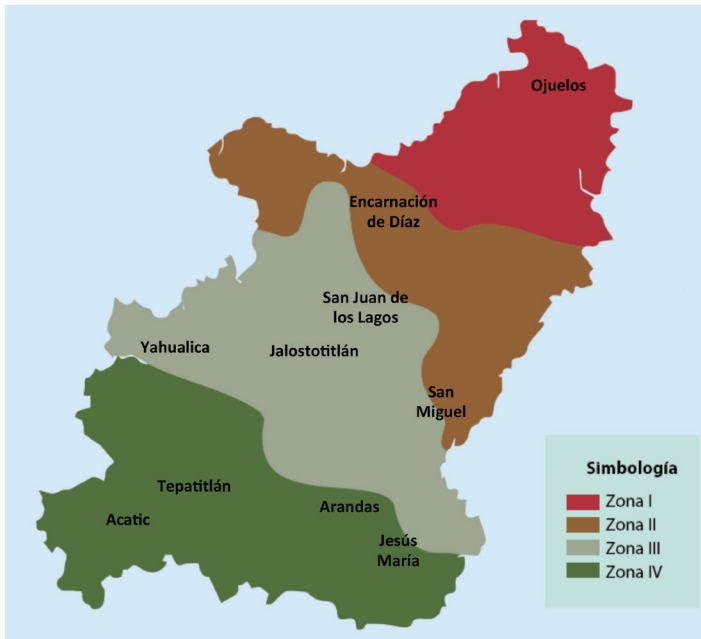 Ojuelos
Encarnación
de Díaz
San Juan de
los Lagos
Yahualica
Jalostotitlán
San
Miguel
Tepatitlán
Arandas
Acatic
Jesús
María
Simbología
Zona I
Zona II
Zona III
Zona IV